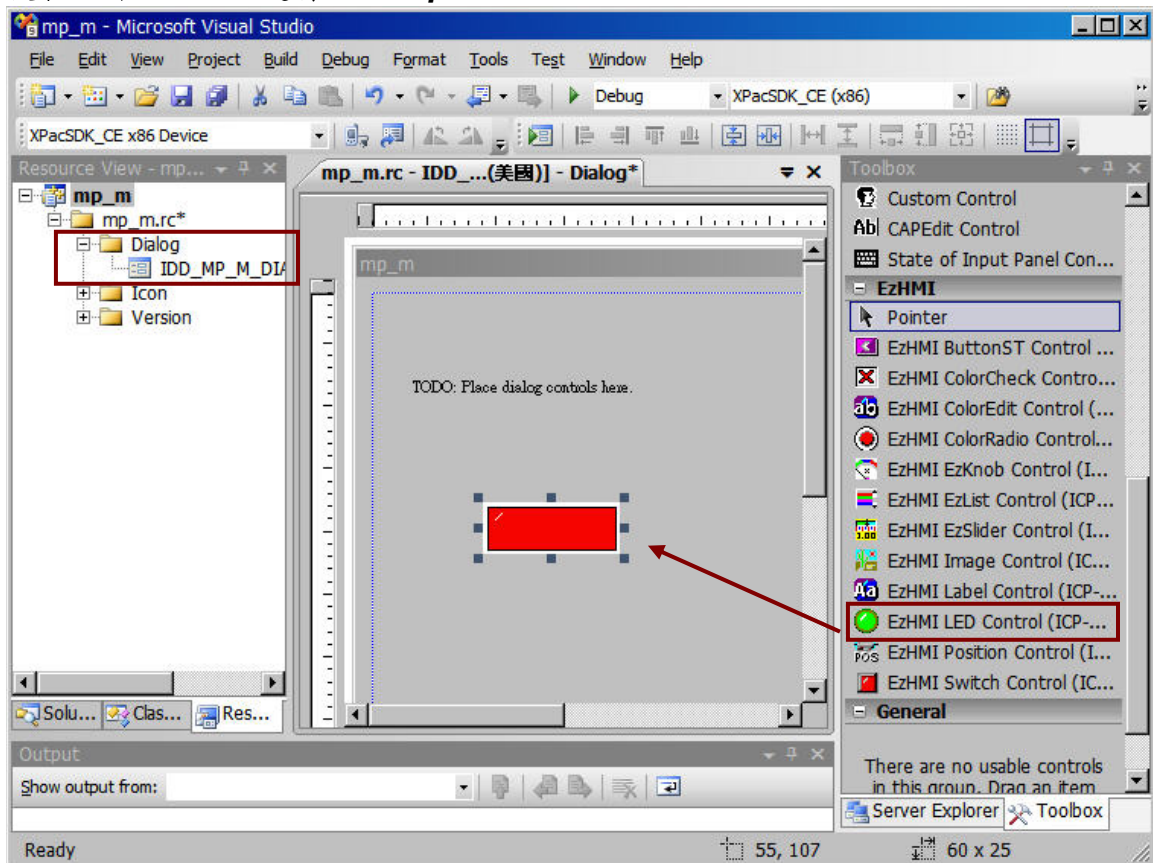 mp_m - Microsoft Visual Studio
File Edit View Project Build Debug Format Tools Test Window Help
Debug XPacSDK_CE (x86)
XPacSDK_CE x86 Device
Resource View - mp...
mp_m
mp_m.rc*
Dialog
IDD_MP_M_DIA
Icon
Version
Solu... Clas... Res...
mp_m.rc - IDD_...(美國)] - Dialog*
mp_m
TODO: Place dialog controls here.
Toolbox
Custom Control
Ab| CAPEdit Control
State of Input Panel Con...
EzHMI
Pointer
EzHMI ButtonST Control ...
EzHMI ColorCheck Contro...
EzHMI ColorEdit Control (...
EzHMI ColorRadio Control...
EzHMI EzKnob Control (I...
EzHMI EzList Control (ICP...
EzHMI EzSlider Control (I...
EzHMI Image Control (IC...
EzHMI Label Control (ICP-...
EzHMI LED Control (ICP-...
POS EzHMI Position Control (I...
EzHMI Switch Control (IC...
General
There are no usable controls
in this group. Drag an item
Server Explorer Toolbox
Output
Show output from:
Ready 55, 107 60 x 25